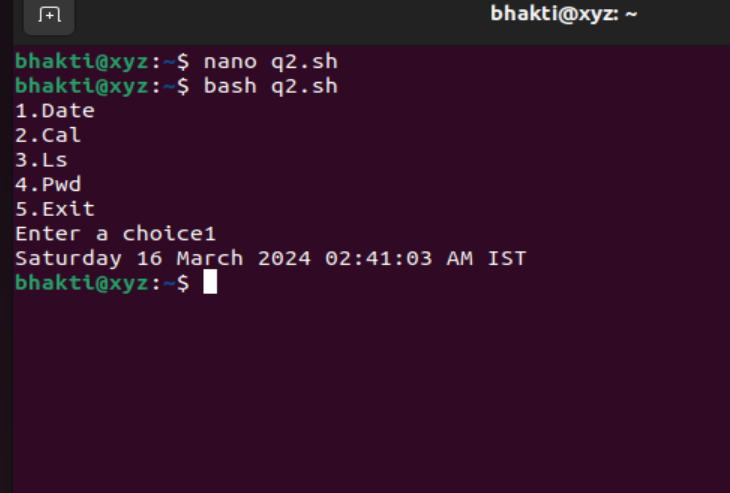 bhakti@xyz: ~
bhakti@xyz:~$ nano q2.sh
bhakti@xyz:~$ bash q2.sh
1.Date
2.Cal
3.Ls
4.Pwd
5.Exit
Enter a choice1
Saturday 16 March 2024 02:41:03 AM IST
bhakti@xyz:~$